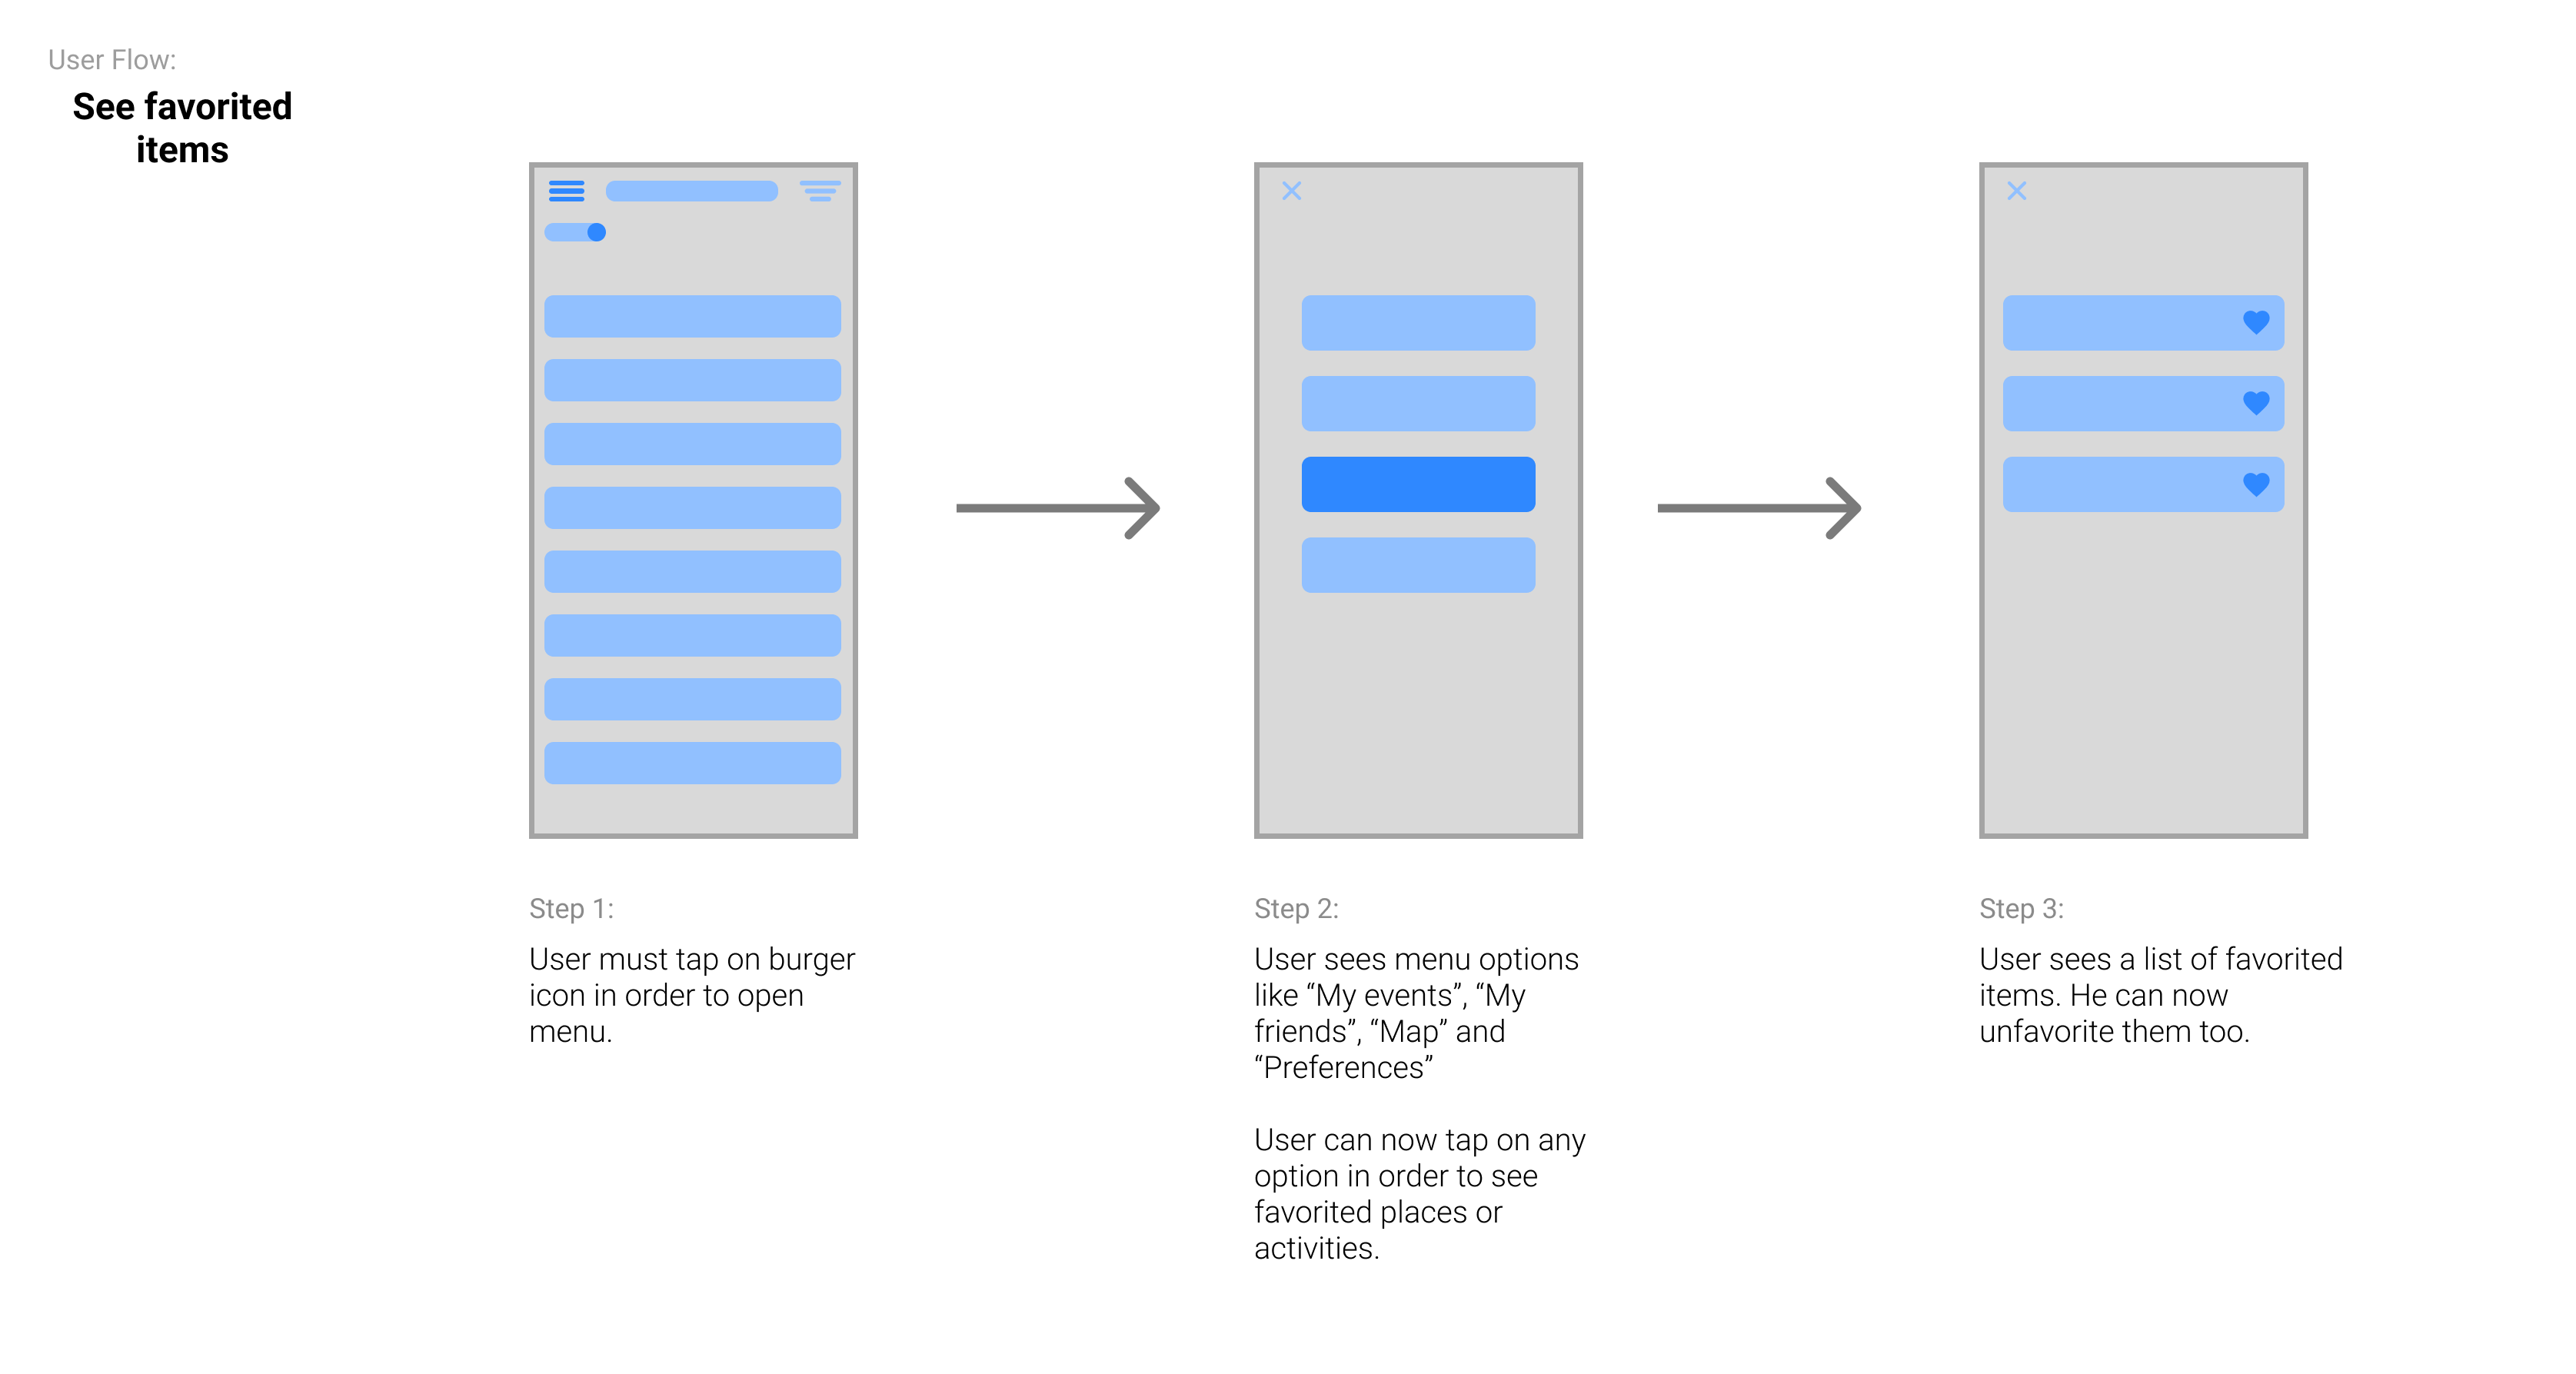 User Flow:
See favorited
items
Step 1:
User must tap on burger
icon in order to open
menu.
Step 2:
User sees menu options
like “My events”, “My
friends”, “Map” and
“Preferences”
User can now tap on any
option in order to see
favorited places or
activities.
Step 3:
User sees a list of favorited
items. He can now
unfavorite them too.